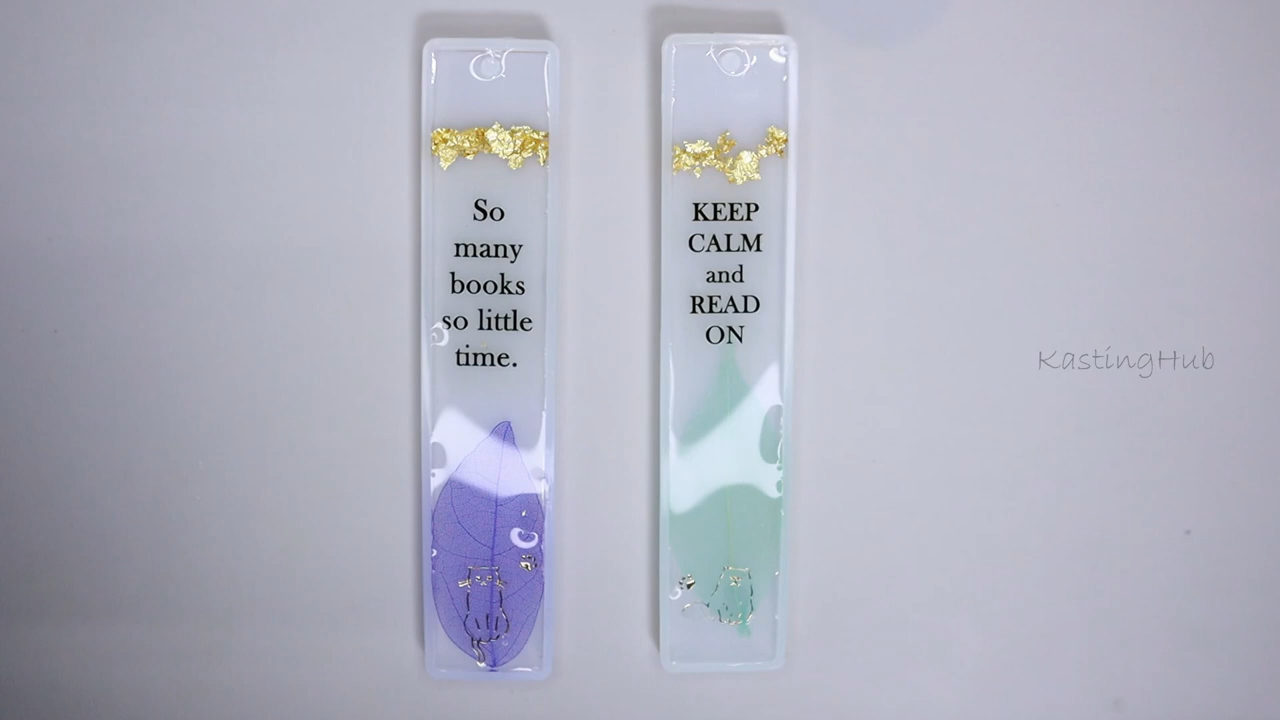 So
many
books
so little
time.
KEEP
CALM
and
READ
ON
KastingHub